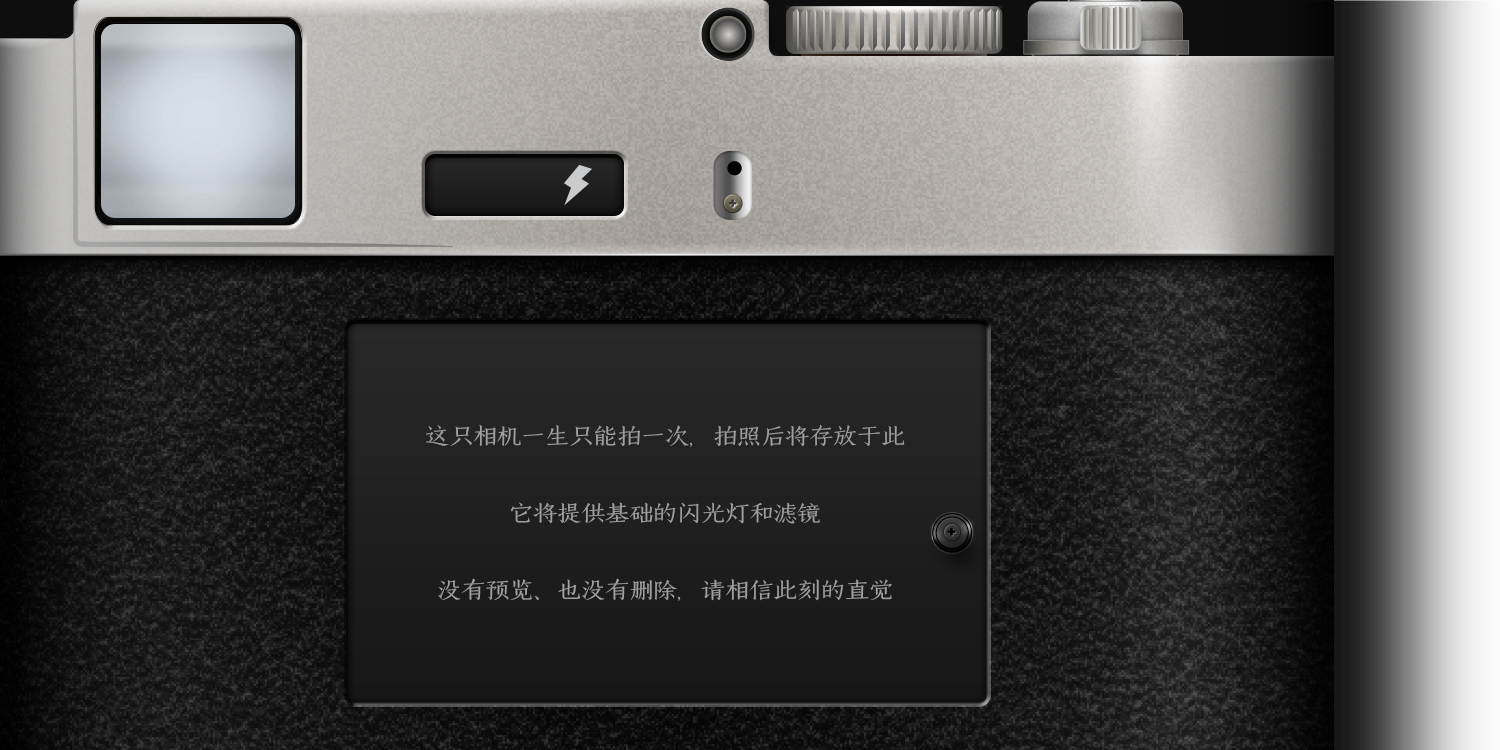 这只相机一生只能拍一次，拍照后将存放于此
它将提供基础的闪光灯和滤镜
没有预览、也没有删除，请相信此刻的直觉